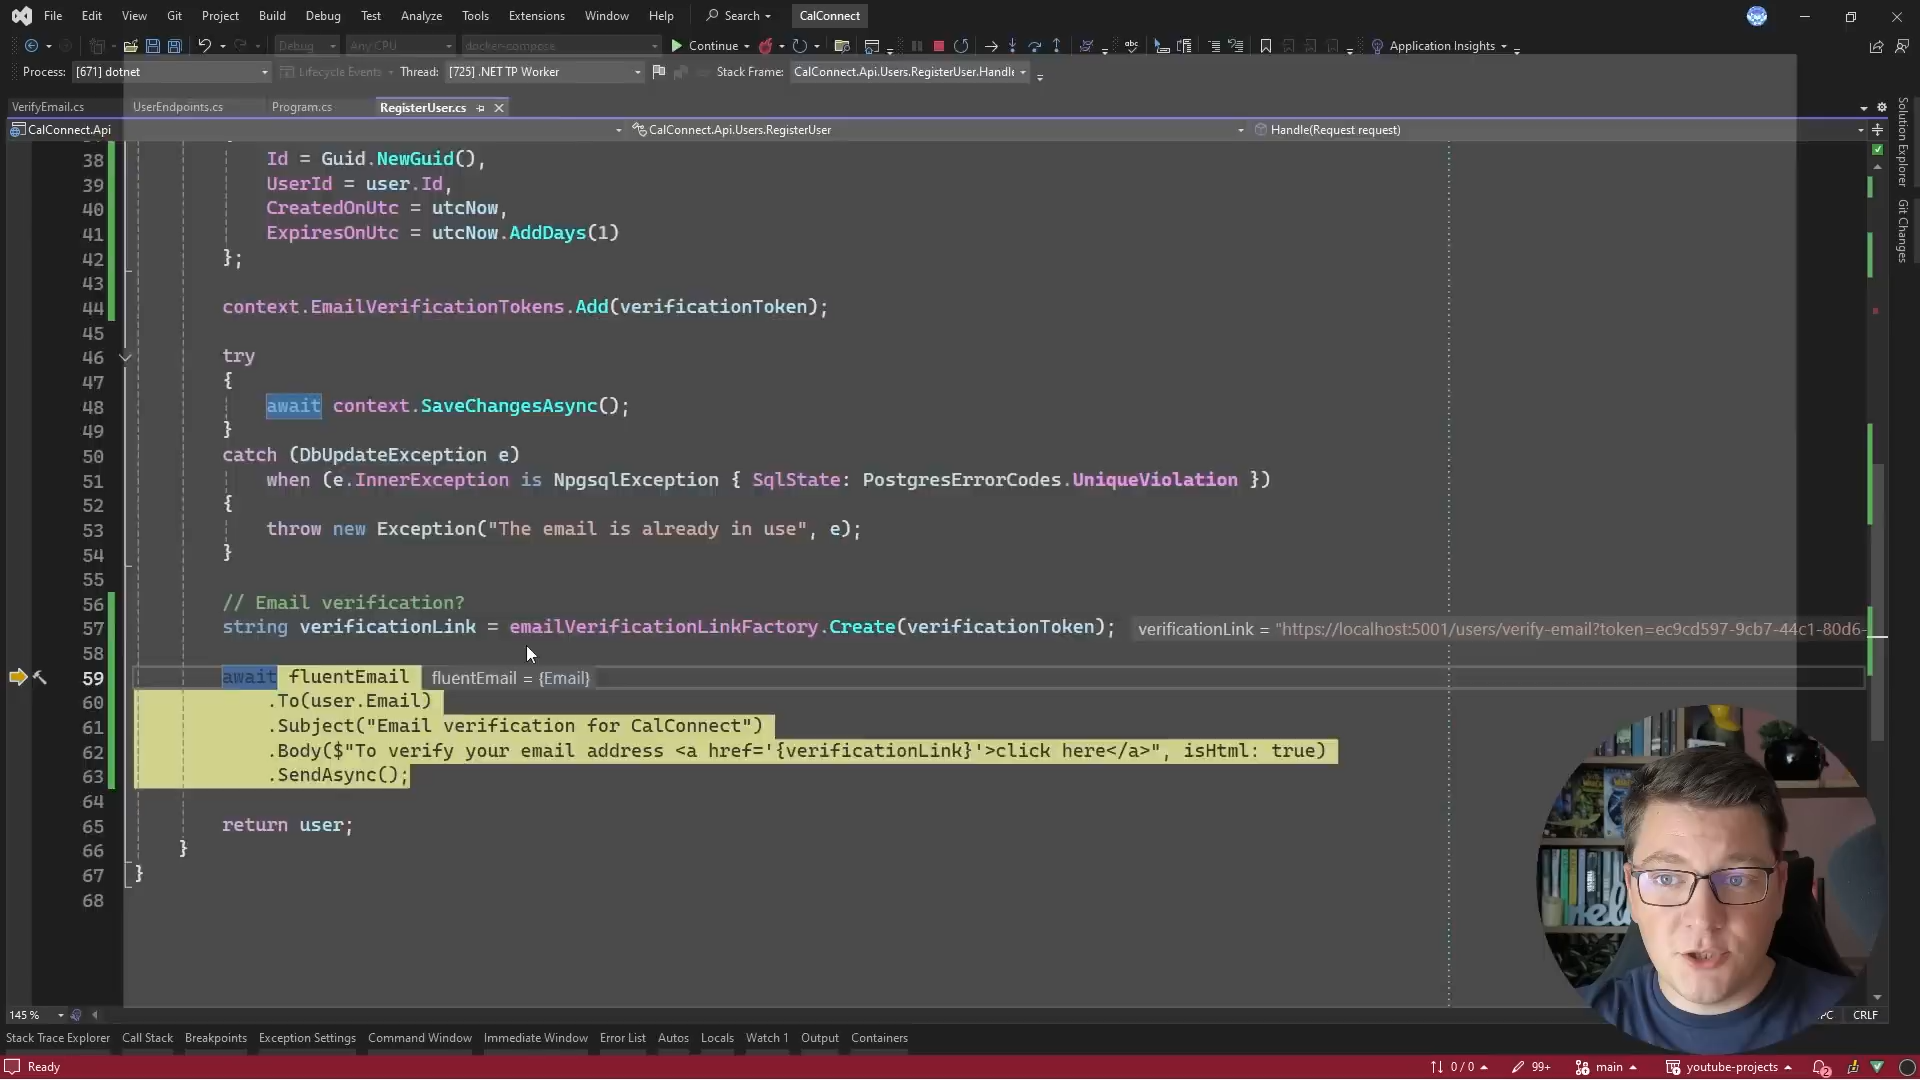 File Edit View Git Project Build Debug Test Analyze Tools Extensions Window Help Search CalConnect
Debug Any CPU docker-compose Continue Application Insights
Process: [671] dotnet Lifecycle Events Thread: [725] .NET TP Worker Stack Frame: CalConnect.Api.Users.RegisterUser.Handle
VerifyEmail.cs UserEndpoints.cs Program.cs RegisterUser.cs
CalConnect.Api CalConnect.Api.Users.RegisterUser Handle(Request request)
Solution Explorer
Git Changes
38 Id = Guid.NewGuid(),
39 UserId = user.Id,
40 CreatedOnUtc = utcNow,
41 ExpiresOnUtc = utcNow.AddDays(1)
42 };
43
44 context.EmailVerificationTokens.Add(verificationToken);
45
46 try
47 {
48 await context.SaveChangesAsync();
49 }
50 catch (DbUpdateException e)
51 when (e.InnerException is NpgsqlException { SqlState: PostgresErrorCodes.UniqueViolation })
52 {
53 throw new Exception("The email is already in use", e);
54 }
55
56 // Email verification?
57 string verificationLink = emailVerificationLinkFactory.Create(verificationToken); verificationLink = "https://localhost:5001/users/verify-email?token=ec9cd597-9cb7-44c1-80d6-
58
59 await fluentEmail fluentEmail = {Email}
60 .To(user.Email)
61 .Subject("Email verification for CalConnect")
62 .Body($"To verify your email address <a href='{verificationLink}'>click here</a>", isHtml: true)
63 .SendAsync();
64
65 return user;
66 }
67 }
68
145 % CRLF
Stack Trace Explorer Call Stack Breakpoints Exception Settings Command Window Immediate Window Error List Autos Locals Watch 1 Output Containers
Ready 0 / 0 99+ main youtube-projects 2